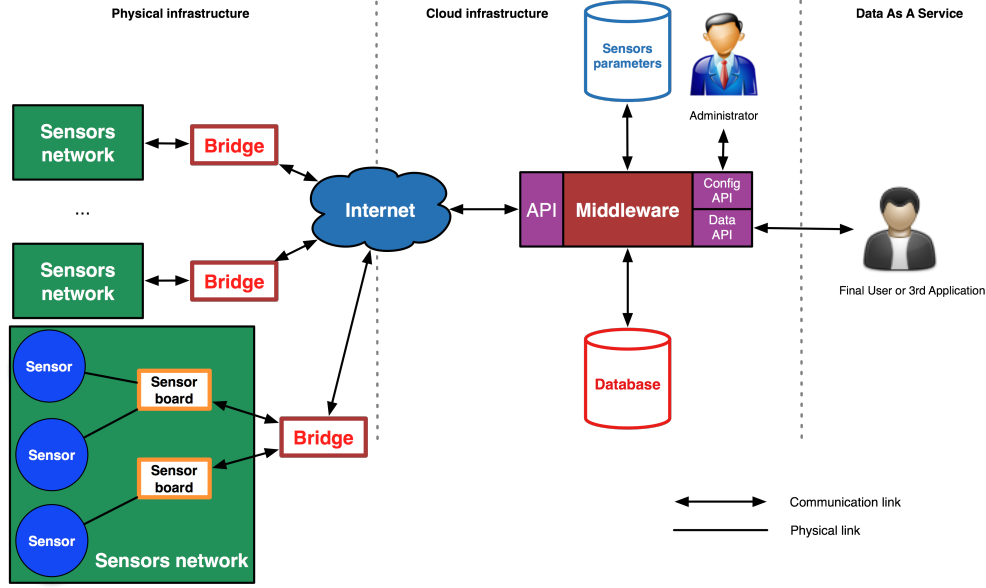 Physical infrastructure
Cloud infrastructure
Data As A Service
Sensors
parameters
Administrator
Sensors
network
Bridge
...
Internet
API
Middleware
Config
API
Data
API
Final User or 3rd Application
Sensors
network
Bridge
Database
Sensor
Sensor
board
Sensor
Bridge
Sensor
board
Sensor
Sensors network
Communication link
Physical link